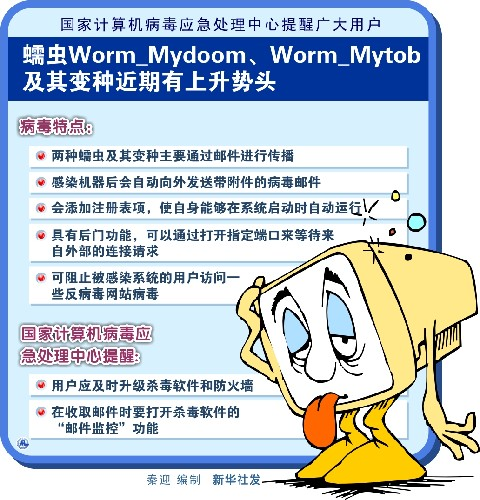 国家计算机病毒应急处理中心提醒广大用户
蠕虫Worm_Mydoom、Worm_Mytob
及其变种近期有上升势头
病毒特点：
两种蠕虫及其变种主要通过邮件进行传播
感染机器后会自动向外发送带附件的病毒邮件
会添加注册表项，使自身能够在系统启动时自动运行
具有后门功能，可以通过打开指定端口来等待来
自外部的连接请求
可阻止被感染系统的用户访问一
些反病毒网站病毒
国家计算机病毒应
急处理中心提醒：
用户应及时升级杀毒软件和防火墙
在收取邮件时要打开杀毒软件的
“邮件监控”功能
秦迎 编制 新华社发